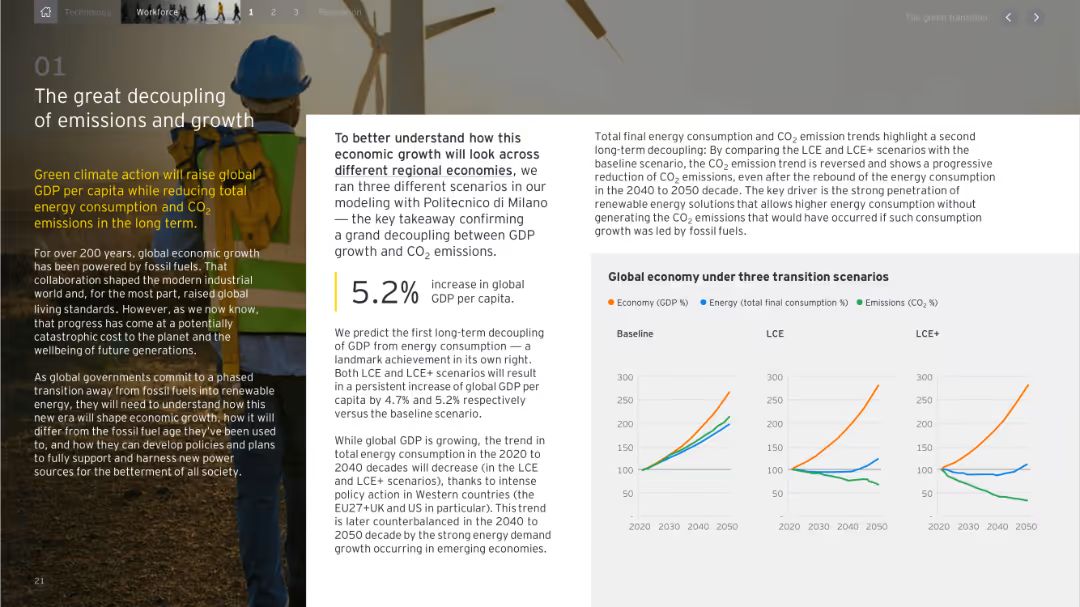 Technology
Workforce
1
2
3
The great transition
01
The great decoupling
of emissions and growth
Green climate action will raise global
GDP per capita while reducing total
energy consumption and CO₂
emissions in the long term.
For over 200 years, global economic growth
has been powered by fossil fuels. That
collaboration shaped the modern industrial
world and, for the most part, raised global
living standards. However, as we now know,
that progress has come at a potentially
catastrophic cost to the planet and the
wellbeing of future generations.
As global governments commit to a phased
transition away from fossil fuels into renewable
energy, they will need to understand how this
new era will shape economic growth, how it will
differ from the fossil fuel age they've been used
to, and how they can develop policies and plans
to fully support and harness new power
sources for the betterment of all society.
21
To better understand how this
economic growth will look across
different regional economies, we
ran three different scenarios in our
modeling with Politecnico di Milano
— the key takeaway confirming
a grand decoupling between GDP
growth and CO₂ emissions.
5.2%
increase in global
GDP per capita.
We predict the first long-term decoupling
of GDP from energy consumption — a
landmark achievement in its own right.
Both LCE and LCE+ scenarios will result
in a persistent increase of global GDP per
capita by 4.7% and 5.2% respectively
versus the baseline scenario.
While global GDP is growing, the trend in
total energy consumption in the 2020 to
2040 decades will decrease (in the LCE
and LCE+ scenarios), thanks to intense
policy action in Western countries (the
EU27+UK and US in particular). This trend
is later counterbalanced in the 2040 to
2050 decade by the strong energy demand
growth occurring in emerging economies.
Total final energy consumption and CO₂ emission trends highlight a second
long-term decoupling: By comparing the LCE and LCE+ scenarios with the
baseline scenario, the CO₂ emission trend is reversed and shows a progressive
reduction of CO₂ emissions, even after the rebound of the energy consumption
in the 2040 to 2050 decade. The key driver is the strong penetration of
renewable energy solutions that allows higher energy consumption without
generating the CO₂ emissions that would have occurred if such consumption
growth was led by fossil fuels.
Global economy under three transition scenarios
Economy (GDP %) Energy (total final consumption %) Emissions (CO₂ %)
Baseline
300
250
200
150
100
50
-
2020 2030 2040 2050
LCE
300
250
200
150
100
50
-
2020 2030 2040 2050
LCE+
300
250
200
150
100
50
-
2020 2030 2040 2050